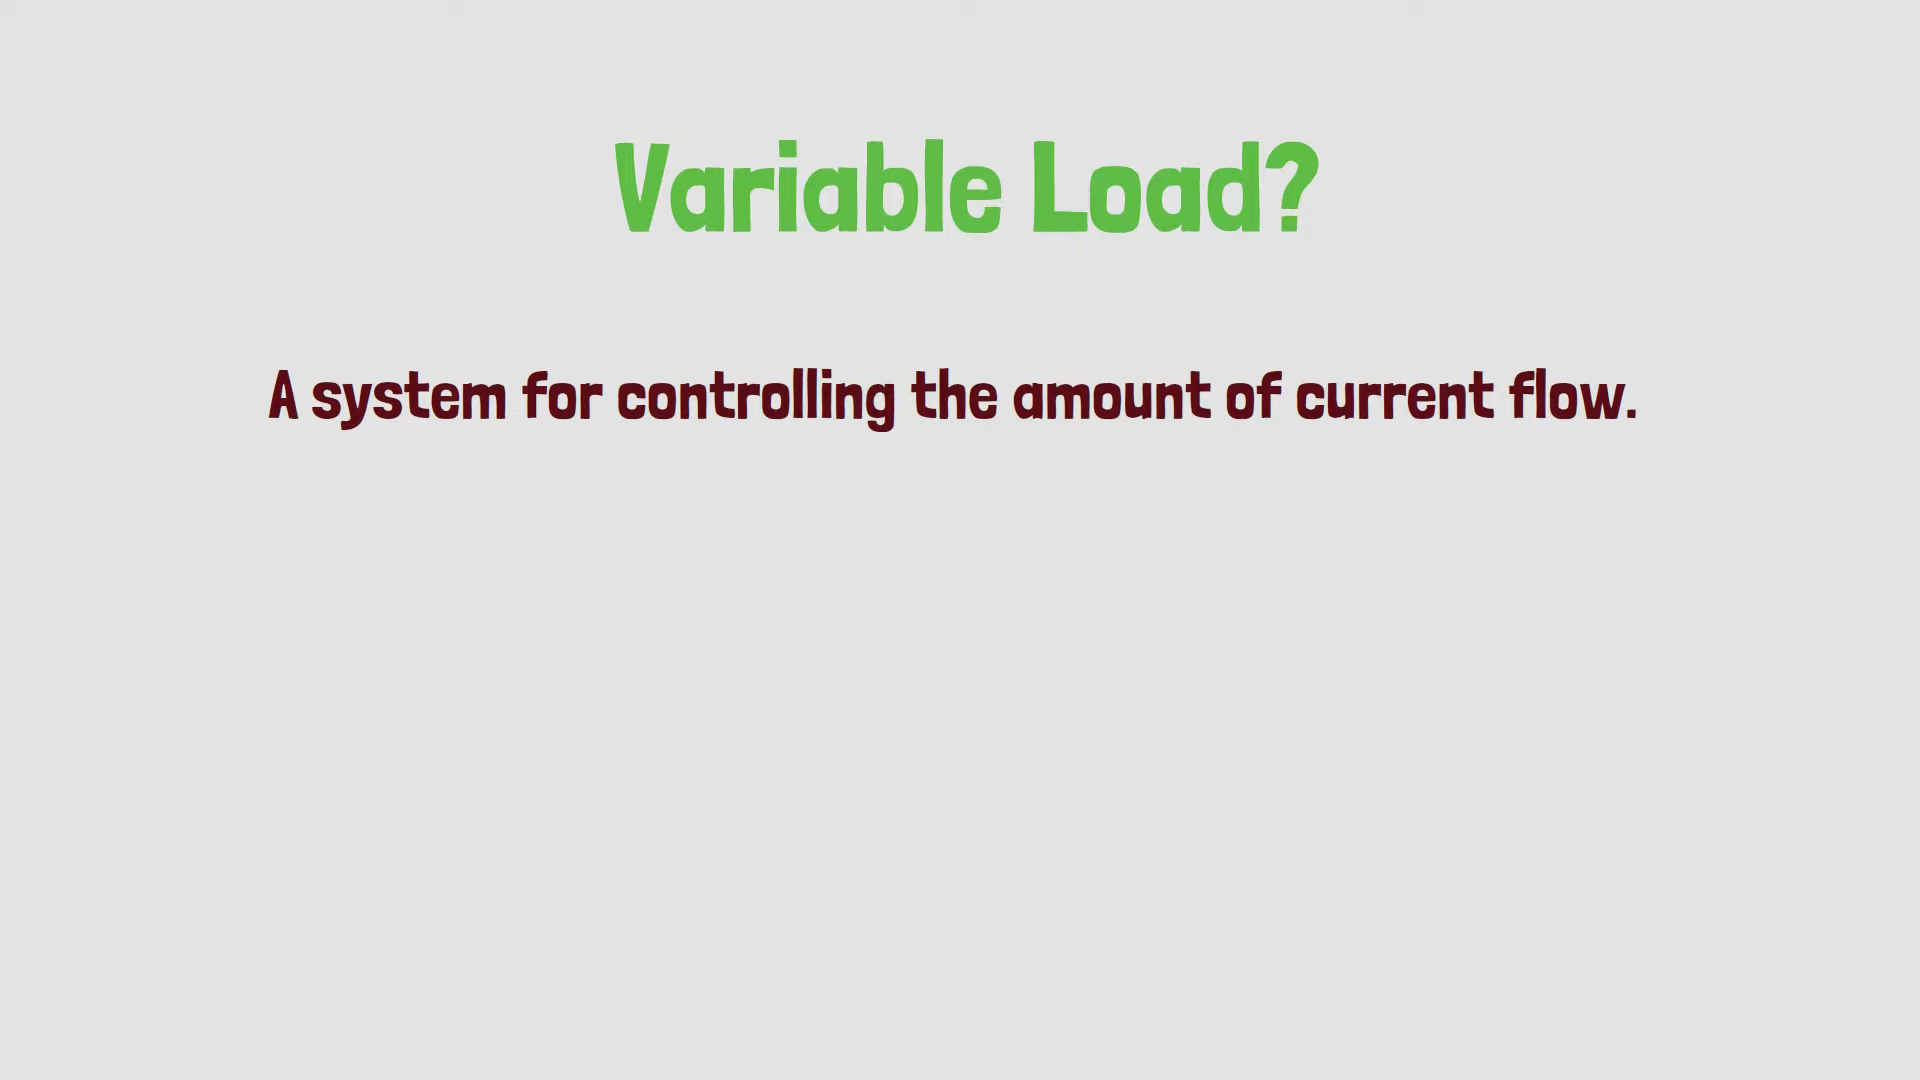 Variable Load?
A system for controlling the amount of current flow.